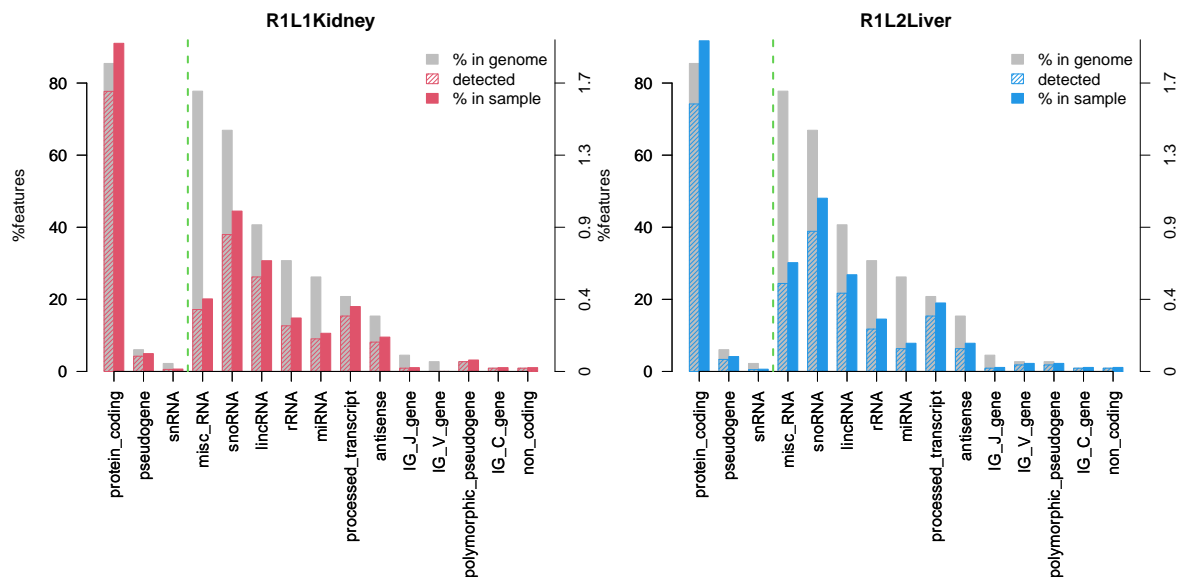 R1L1Kidney
% in genome
detected
% in sample
%features
0
20
40
60
80
0
0.4
0.9
1.3
1.7
protein_coding
pseudogene
snRNA
misc_RNA
snoRNA
lincRNA
rRNA
miRNA
processed_transcript
antisense
IG_J_gene
IG_V_gene
polymorphic_pseudogene
IG_C_gene
non_coding
R1L2Liver
% in genome
detected
% in sample
%features
0
20
40
60
80
0
0.4
0.9
1.3
1.7
protein_coding
pseudogene
snRNA
misc_RNA
snoRNA
lincRNA
rRNA
miRNA
processed_transcript
antisense
IG_J_gene
IG_V_gene
polymorphic_pseudogene
IG_C_gene
non_coding